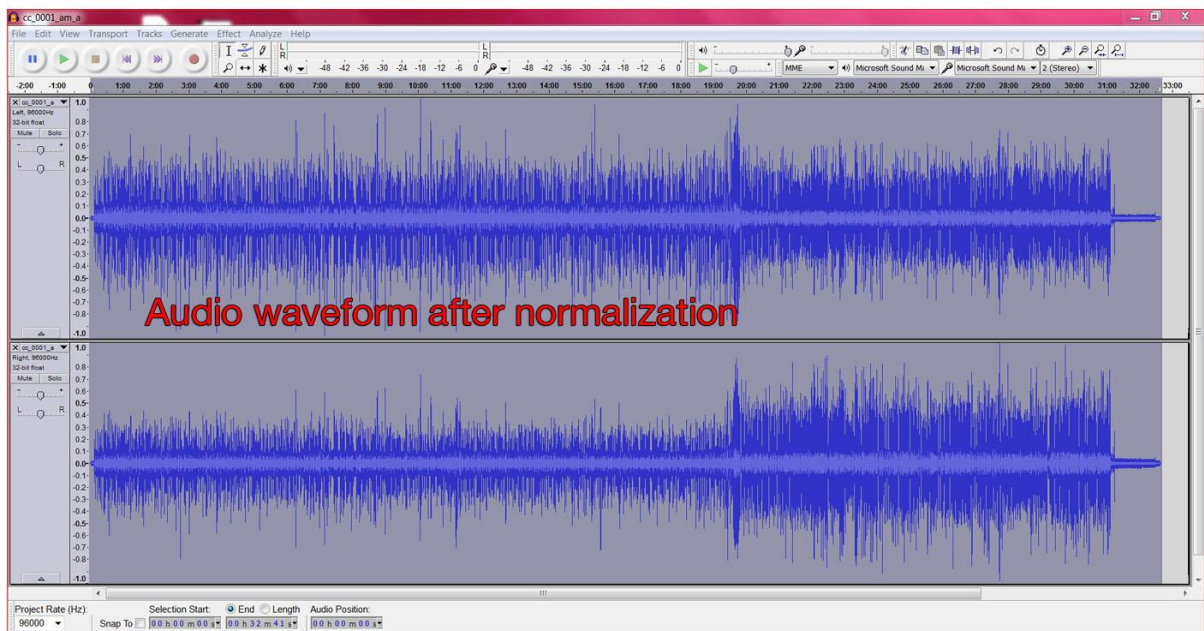 cc_0001_am_a
File Edit View Transport Tracks Generate Effect Analyze Help
L
R
-48 -42 -36 -30 -24 -18 -12 -6 0
L
R
-48 -42 -36 -30 -24 -18 -12 -6 0
MME
Microsoft Sound Ma
Microsoft Sound Ma
2 (Stereo)
-2:00 -1:00 0 1:00 2:00 3:00 4:00 5:00 6:00 7:00 8:00 9:00 10:00 11:00 12:00 13:00 14:00 15:00 16:00 17:00 18:00 19:00 20:00 21:00 22:00 23:00 24:00 25:00 26:00 27:00 28:00 29:00 30:00 31:00 32:00 33:00
X cc_0001_a
Left, 96000Hz
32-bit float
Mute Solo
- +
L R
1.0
0.8
0.7
0.6
0.5
0.4
0.3
0.2
0.1
0.0
-0.1
-0.2
-0.3
-0.4
-0.5
-0.6
-0.7
-0.8
-1.0
Audio waveform after normalization
X cc_0001_a
Right, 96000Hz
32-bit float
Mute Solo
- +
L R
1.0
0.8
0.7
0.6
0.5
0.4
0.3
0.2
0.1
0.0
-0.1
-0.2
-0.3
-0.4
-0.5
-0.6
-0.7
-0.8
-1.0
Project Rate (Hz):
96000
Snap To
Selection Start:
00 h 00 m 00 s
End Length
00 h 32 m 41 s
Audio Position:
00 h 00 m 00 s